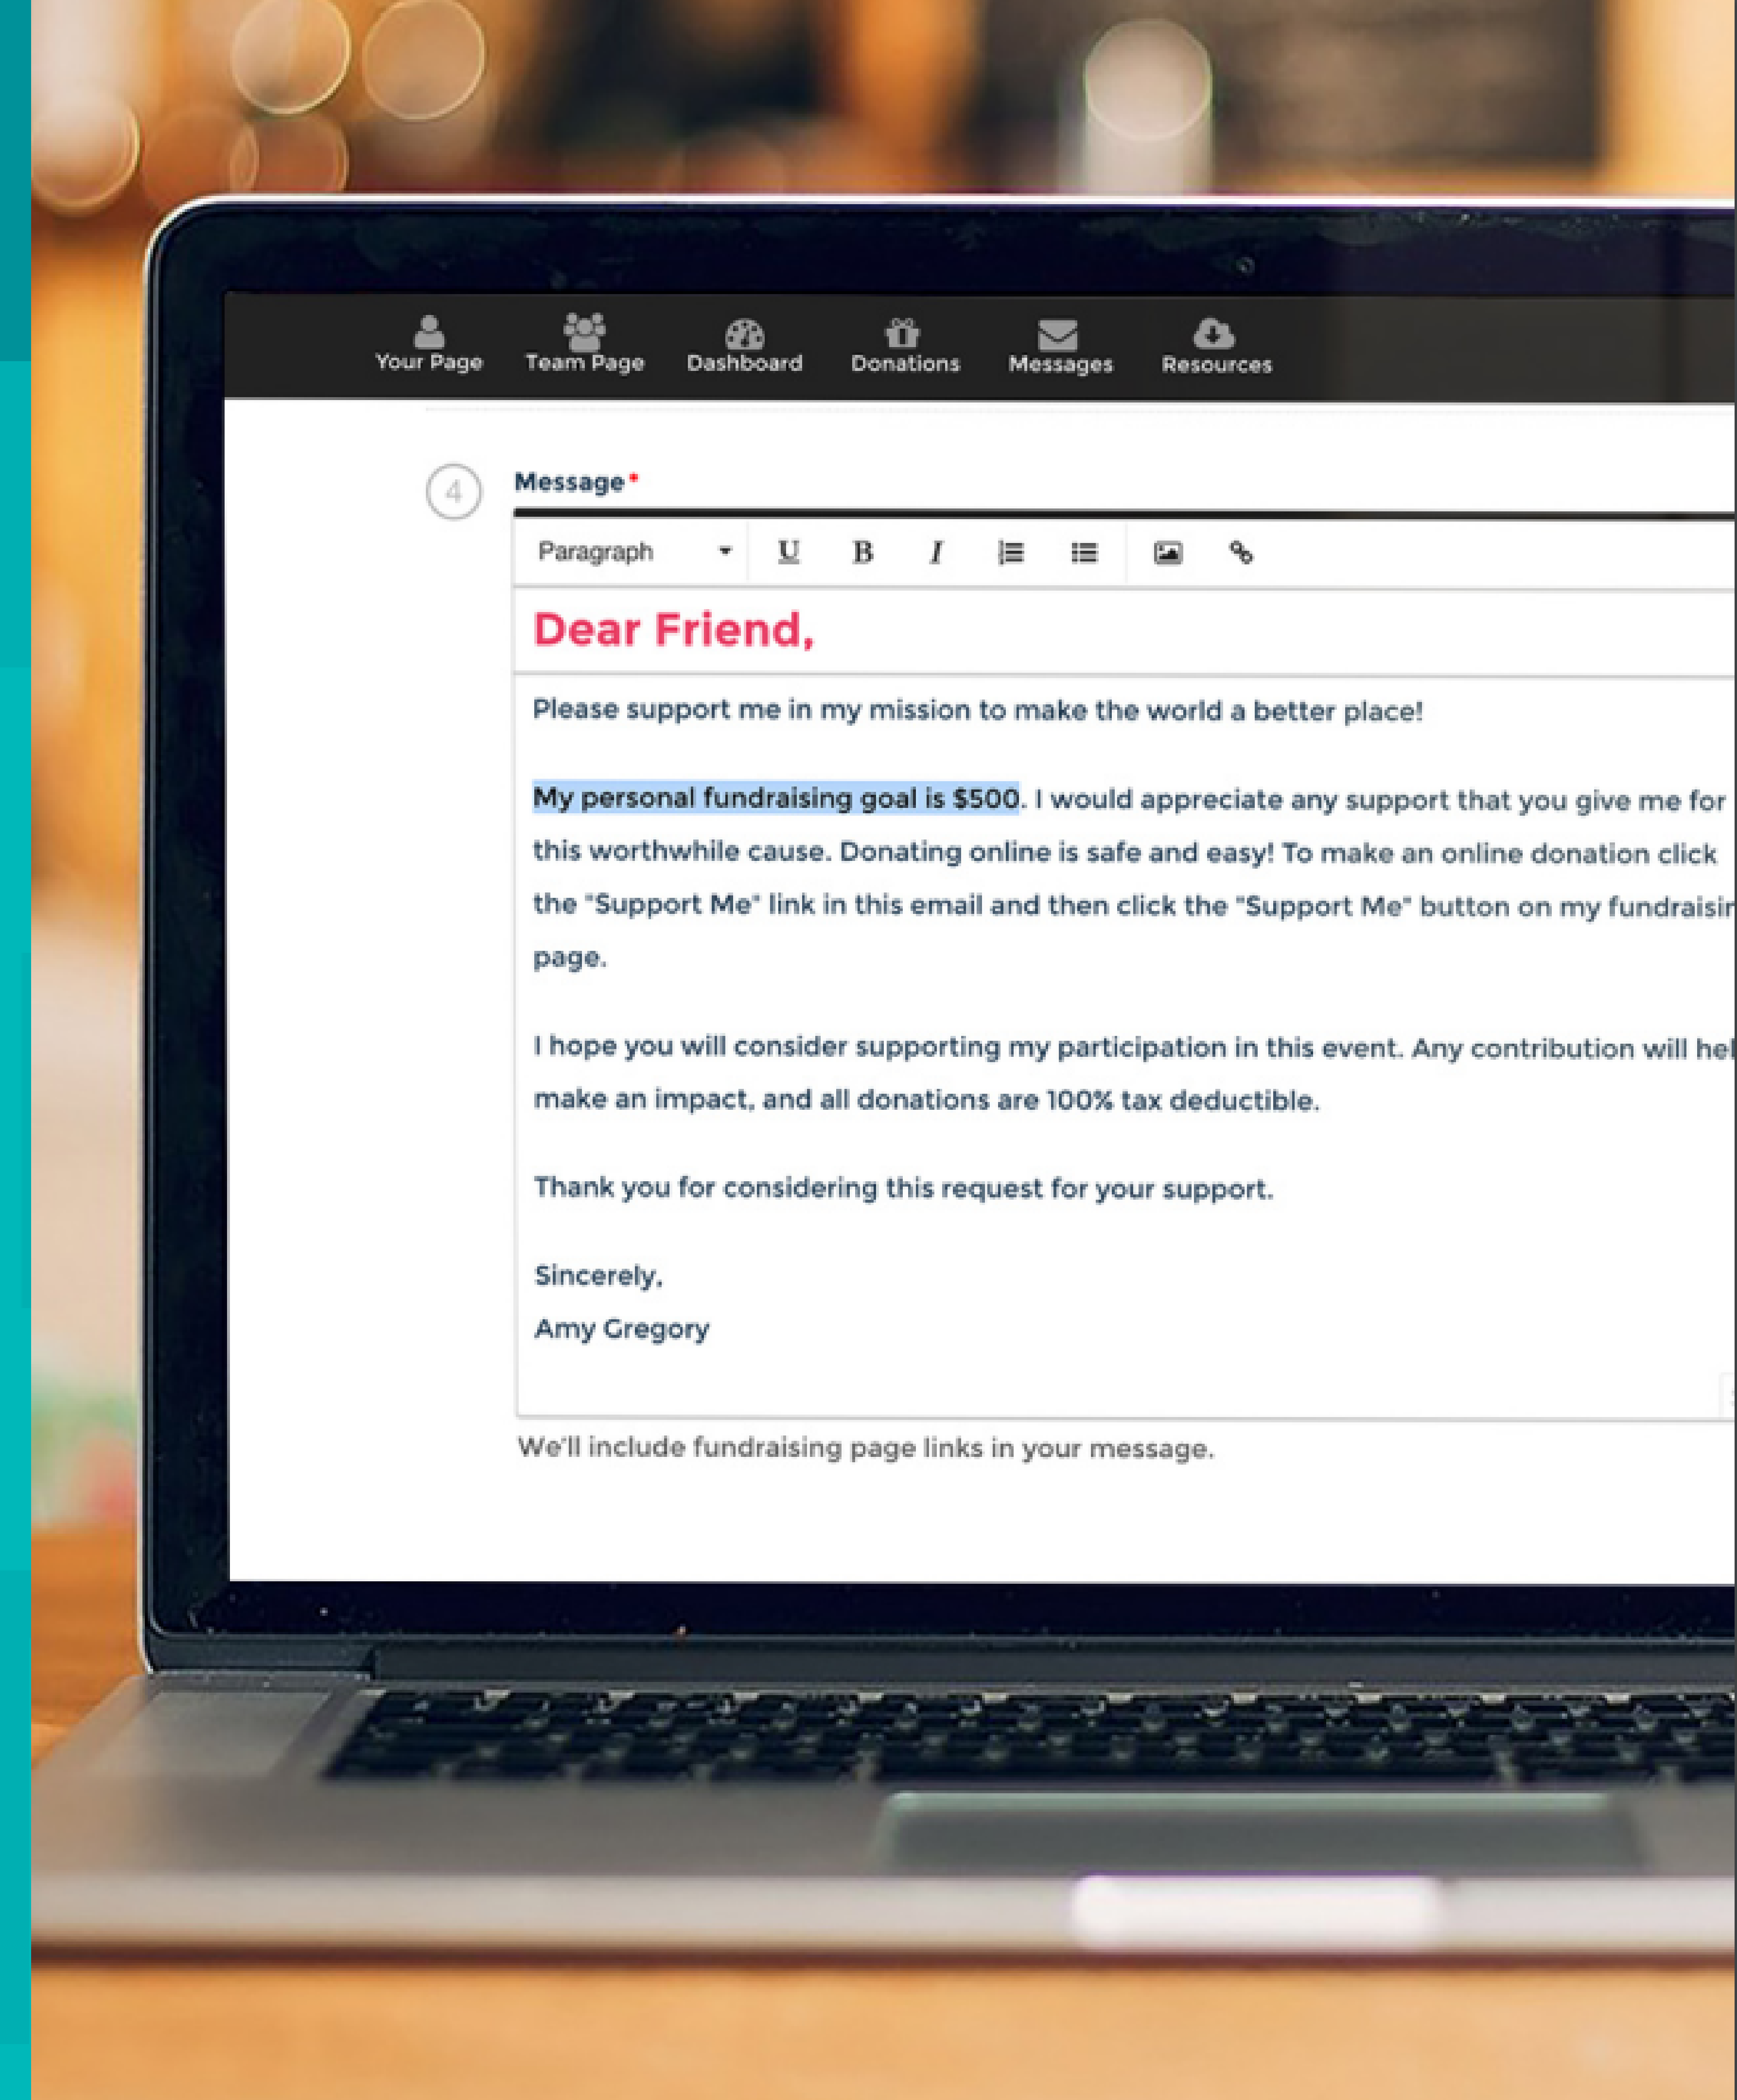 Your Page Team Page Dashboard Donations Messages Resources
4 Message*
Paragraph U B I
Dear Friend,
Please support me in my mission to make the world a better place!
My personal fundraising goal is $500. I would appreciate any support that you give me for
this worthwhile cause. Donating online is safe and easy! To make an online donation click
the "Support Me" link in this email and then click the "Support Me" button on my fundraisin
page.
I hope you will consider supporting my participation in this event. Any contribution will hel
make an impact, and all donations are 100% tax deductible.
Thank you for considering this request for your support.
Sincerely,
Amy Gregory
We'll include fundraising page links in your message.